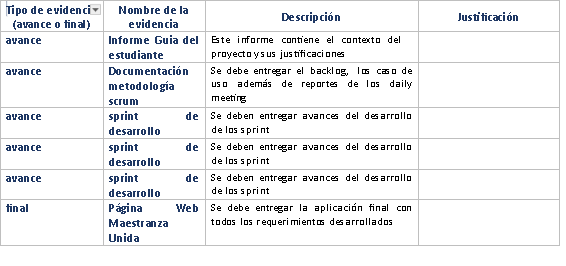 Tipo de evidenci
(avance o final)
Nombre de la
evidencia
Descripción
Justificación
avance
Informe Guia del
estudiante
Este informe contiene el contexto del
proyecto y sus justificaciones
avance
Documentación
metodología
scrum
Se debe entregar el backlog, los caso de
uso además de reportes de los daily
meeting
avance
sprint de
desarrollo
Se deben entregar avances del desarrollo
de los sprint
avance
sprint de
desarrollo
Se deben entregar avances del desarrollo
de los sprint
avance
sprint de
desarrollo
Se deben entregar avances del desarrollo
de los sprint
final
Página Web
Maestranza
Unida
Se debe entregar la aplicación final con
todos los requerimientos desarrollados